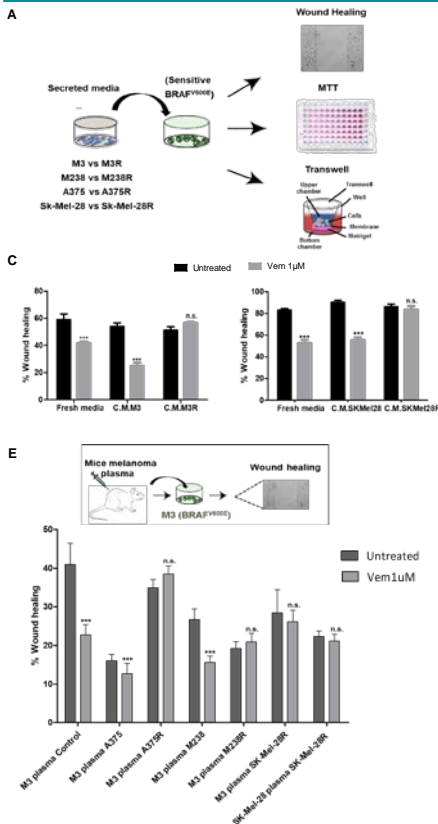 A
Wound Healing
Secreted media
(Sensitive
BRAFV600E)
MTT
M3 vs M3R
M238 vs M238R
A375 vs A375R
Sk-Mel-28 vs Sk-Mel-28R
Transwell
Upper
chamber
Transwell
Well
Cells
Membrane
Matrigel
Bottom
chamber
C
Untreated
Vem 1µM
% Wound healing
60
40
20
0
***
***
n.s.
Fresh media
C.M.M3
C.M.M3R
% Wound healing
100
80
60
40
20
0
***
***
n.s.
Fresh media
C.M.SKMel28
C.M.SKMel28R
E
Mice melanoma
plasma
Wound healing
M3 (BRAFV600E)
% Wound healing
50
40
30
20
10
0
***
***
n.s.
***
n.s.
n.s.
n.s.
Untreated
Vem1uM
M3 plasma Control
M3 plasma A375
M3 plasma A375R
M3 plasma M238
M3 plasma M238R
M3 plasma SK-Mel-28R
SK-Mel-28 plasma SK-Mel-28R